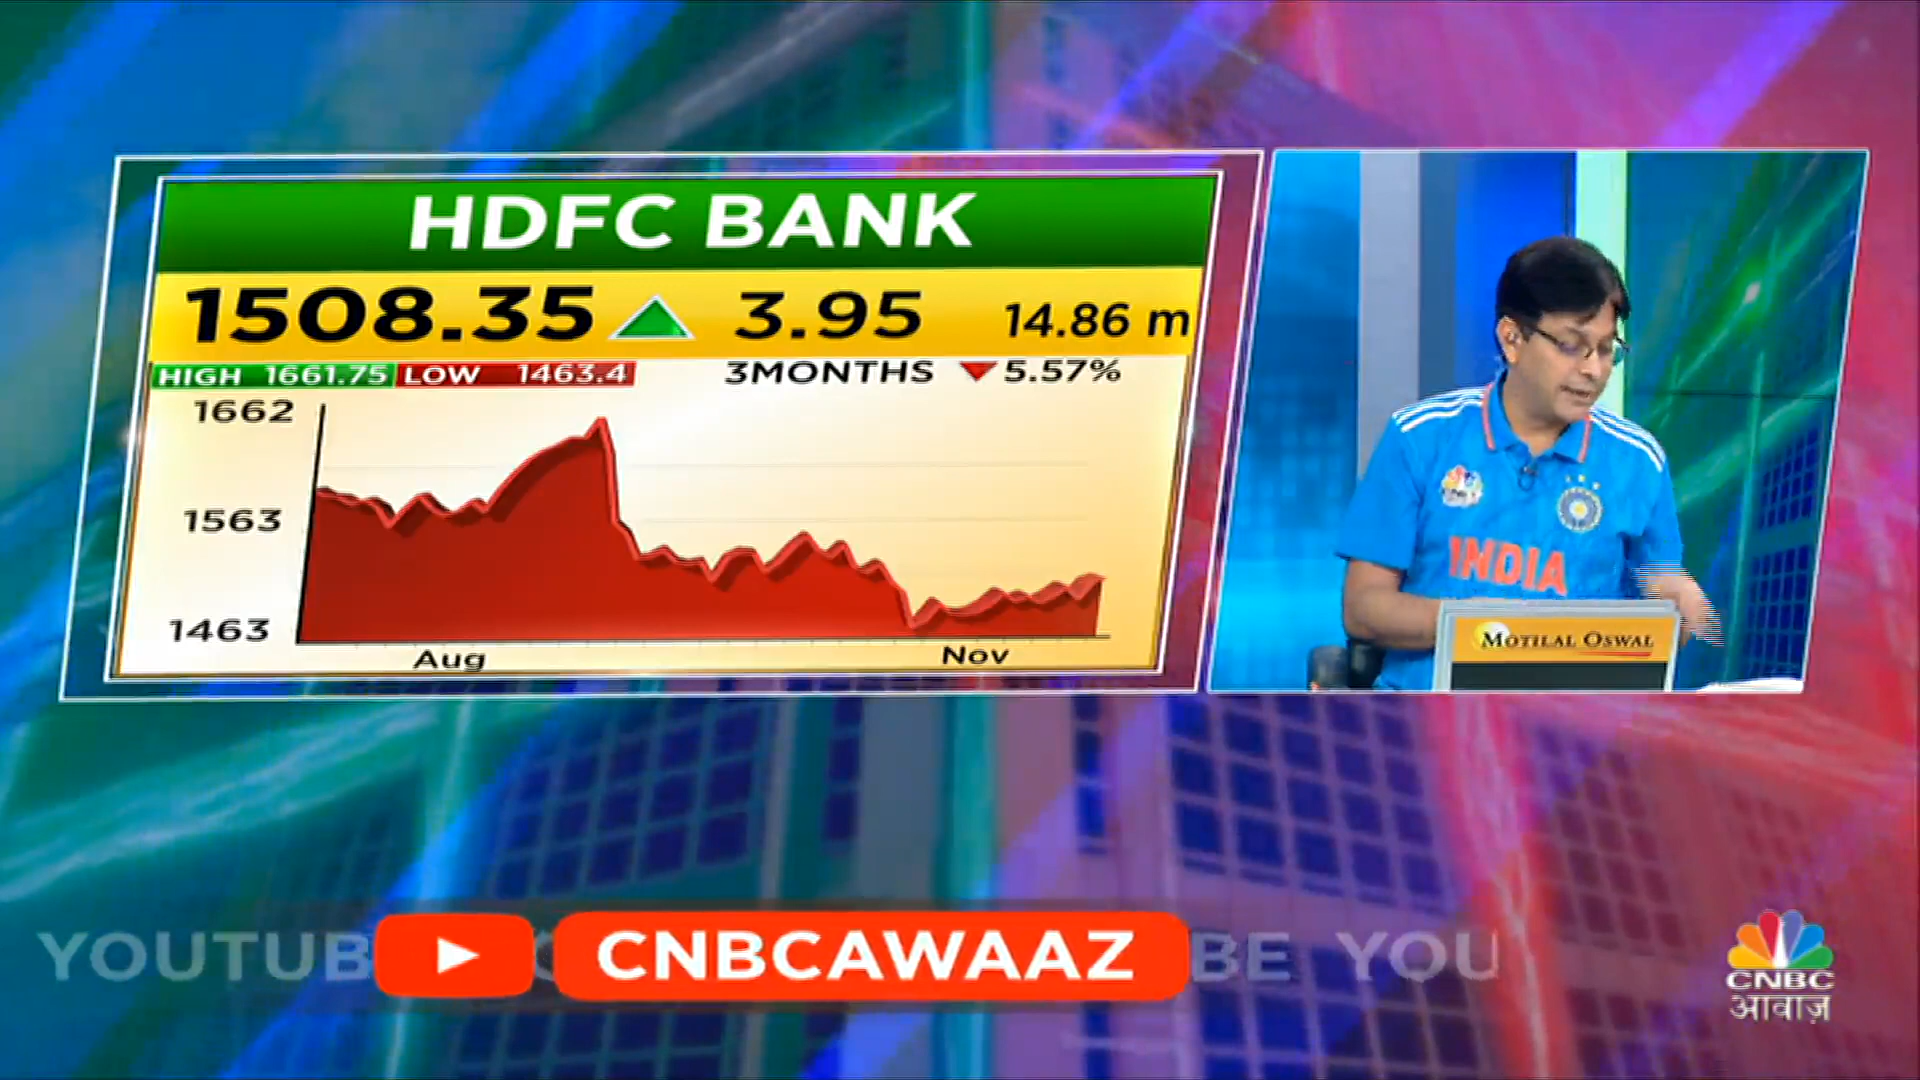 HDFC BANK
1508.35 3.95 14.86 m
HIGH 1661.75 LOW 1463.4 3MONTHS 5.57%
1662
1563
1463
Aug Nov
INDIA
MOTILAL OSWAL
YOUTUB CNBCAWAAZ BE YOU
CNBC
आवाज़